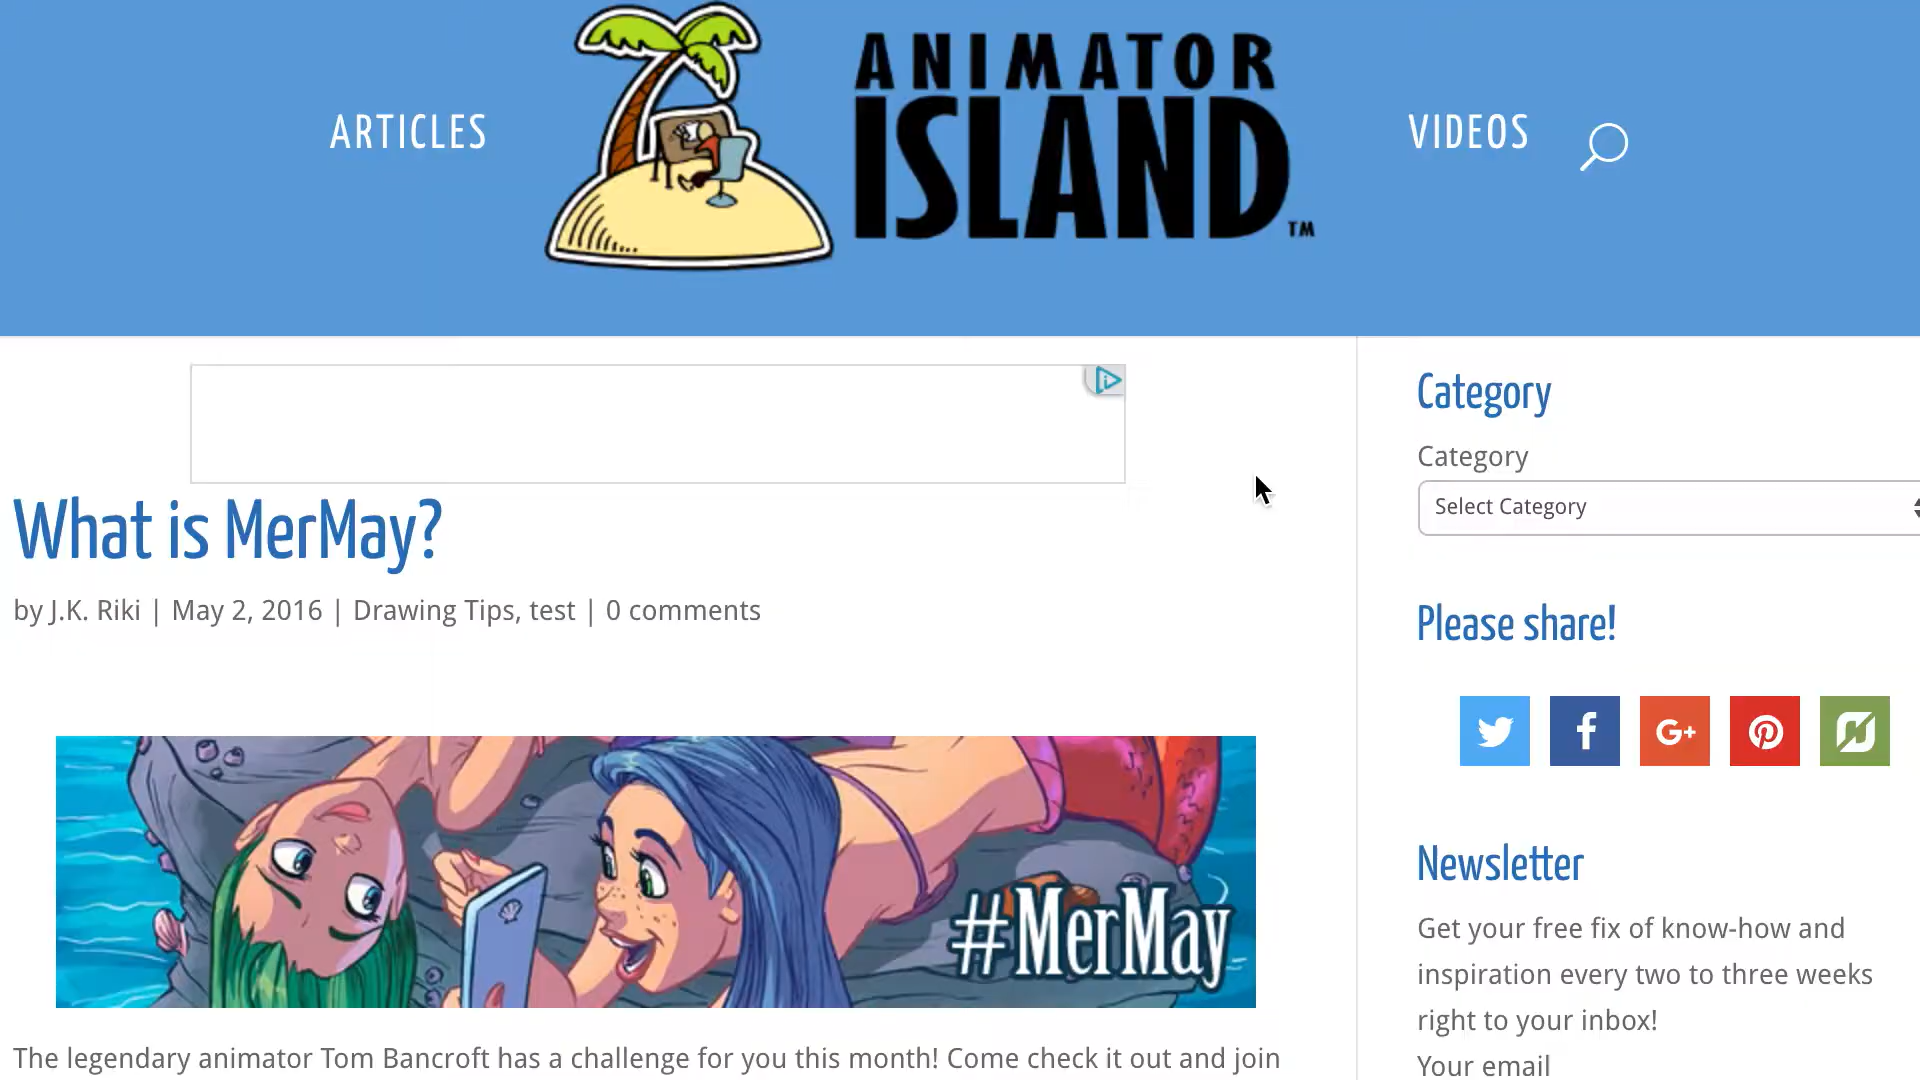 ARTICLES
ANIMATOR
ISLAND™
VIDEOS
What is MerMay?
by J.K. Riki | May 2, 2016 | Drawing Tips, test | 0 comments
#MerMay
The legendary animator Tom Bancroft has a challenge for you this month! Come check it out and join
Category
Category
Select Category
Please share!
G+
Newsletter
Get your free fix of know-how and
inspiration every two to three weeks
right to your inbox!
Your email